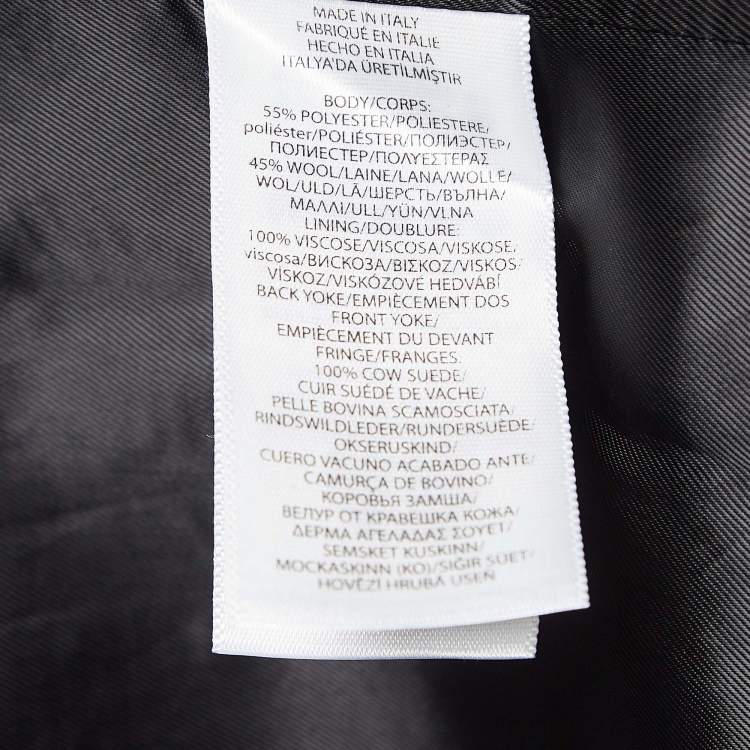 MADE IN ITALY
FABRIQUÉ EN ITALIE
HECHO EN ITALIA
ITALYA'DA ÜRETİLMİŞTİR
BODY/CORPS:
55% POLYESTER/POLIESTERE/
poliéster/POLIÉSTER/ПОЛИЭСТЕР/
ПОЛИЕСТЕР/ΠΟΛΥΕΣΤΕΡΑΣ
45% WOOL/LAINE/LANA/WOLLE/
WOL/ULD/LÃ/ШЕРСТЬ/ВЪЛНА/
ΜΑΛΛΙ/ULL/YÜN/VLNA
LINING/DOUBLURE:
100% VISCOSE/VISCOSA/VISKOSE/
viscosa/ВИСКОЗА/ΒΙΣΚΟΖ/VISKOS/
VİSKOZ/VISKÓZOVÉ HEDVÁBÍ
BACK YOKE/EMPIÈCEMENT DOS
FRONT YOKE/
EMPIÈCEMENT DU DEVANT
FRINGE/FRANGES:
100% COW SUEDE/
CUIR SUÉDÉ DE VACHE/
PELLE BOVINA SCAMOSCIATA/
RINDSWILDLEDER/RUNDERSUÈDE/
OKSERUSKIND/
CUERO VACUNO ACABADO ANTE/
CAMURÇA DE BOVINO/
КОРОВЬЯ ЗАМША/
ВЕЛУР ОТ КРАВЕШКА КОЖА/
ΔΕΡΜΑ ΑΓΕΛΑΔΑΣ ΣΟΥΕΤ/
SEMSKET KUSKINN/
MOCKASKINN (KO)/SIĞIR SUET/
HOVĚZÍ HRUBÁ USEŇ